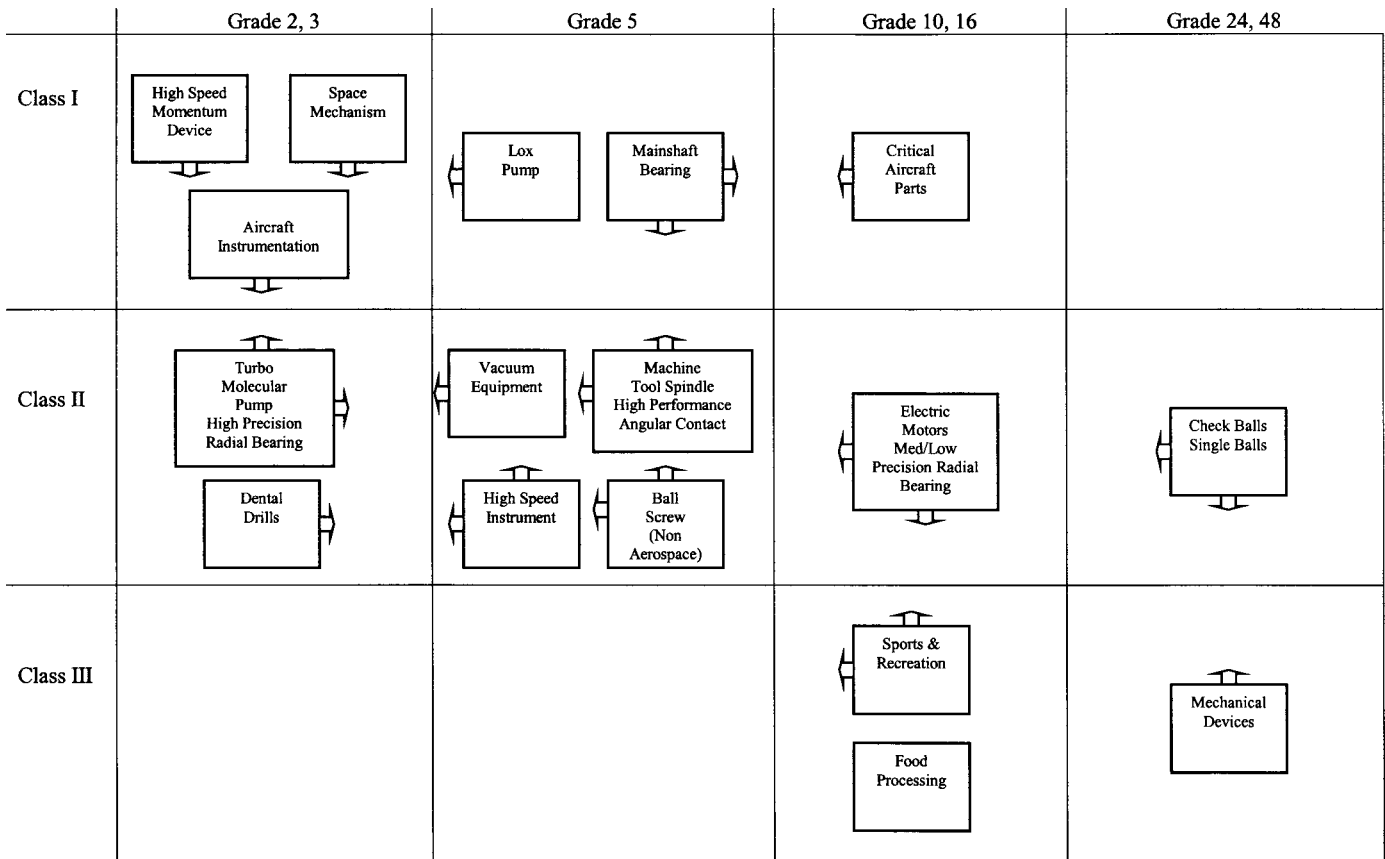 Grade 2, 3
Grade 5
Grade 10, 16
Grade 24, 48
Class I
High Speed
Momentum
Device
Space
Mechanism
Aircraft
Instrumentation
Lox
Pump
Mainshaft
Bearing
Critical
Aircraft
Parts
Class II
Turbo
Molecular
Pump
High Precision
Radial Bearing
Dental
Drills
Vacuum
Equipment
Machine
Tool Spindle
High Performance
Angular Contact
High Speed
Instrument
Ball
Screw
(Non
Aerospace)
Electric
Motors
Med/Low
Precision Radial
Bearing
Check Balls
Single Balls
Class III
Sports &
Recreation
Food
Processing
Mechanical
Devices